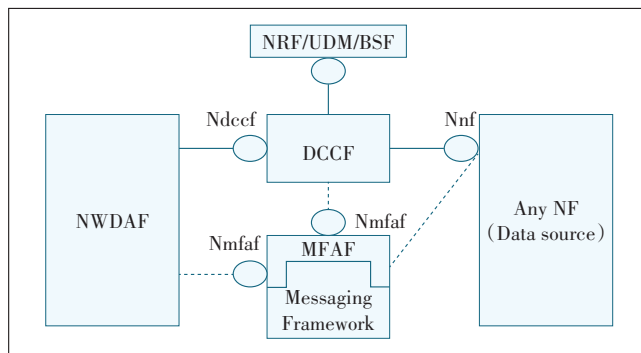 NRF/UDM/BSF
Ndccf
Nnf
DCCF
NWDAF
Any NF
（Data source）
Nmfaf
Nmfaf
MFAF
Messaging
Framework